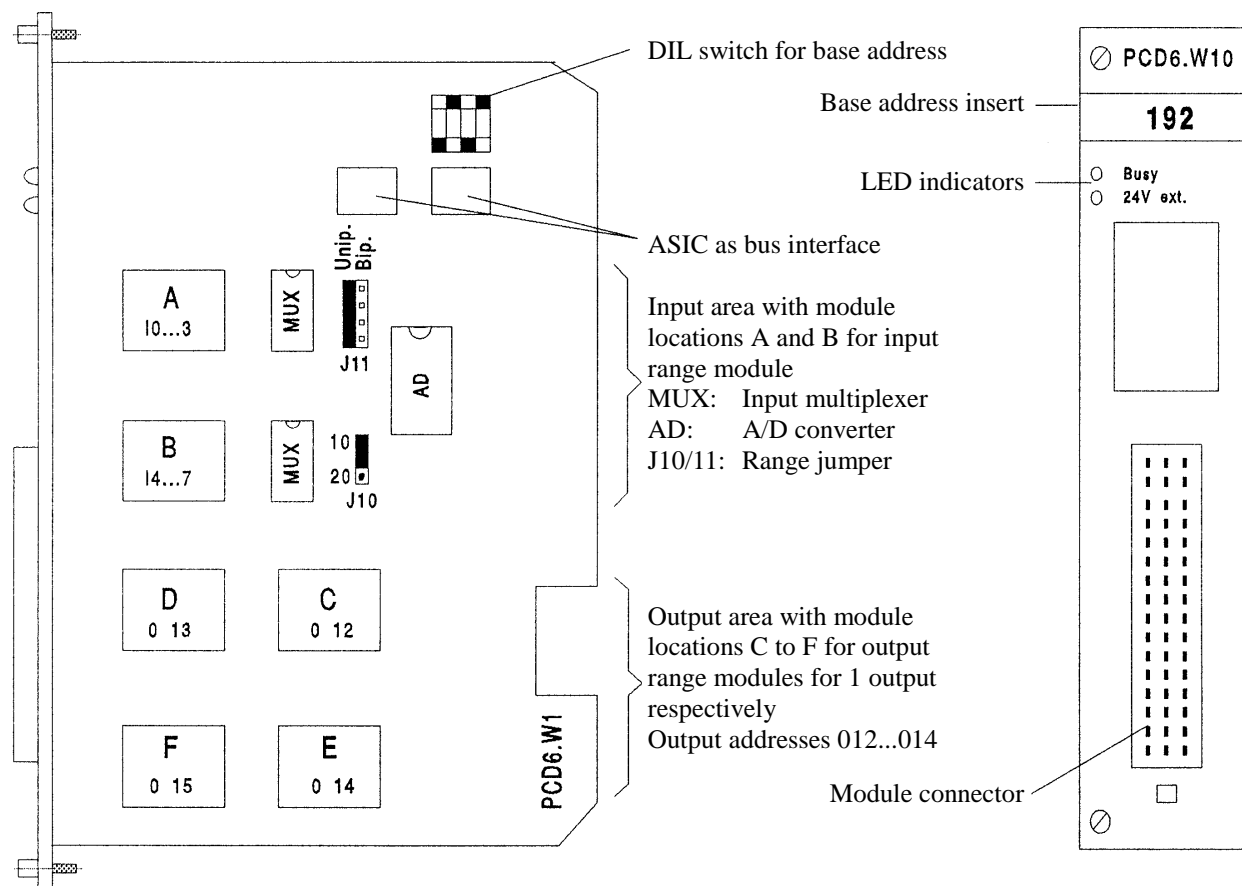 DIL switch for base address
PCD6.W10
Base address insert
192
LED indicators
Busy
24V ext.
ASIC as bus interface
Unip.
Bip.
A
I0...3
MUX
J11
AD
Input area with module
locations A and B for input
range module
MUX: Input multiplexer
AD: A/D converter
J10/11: Range jumper
B
I4...7
MUX
10
20
J10
D
0 13
C
0 12
Output area with module
locations C to F for output
range modules for 1 output
respectively
Output addresses 012...014
F
0 15
E
0 14
PCD6.W1
Module connector